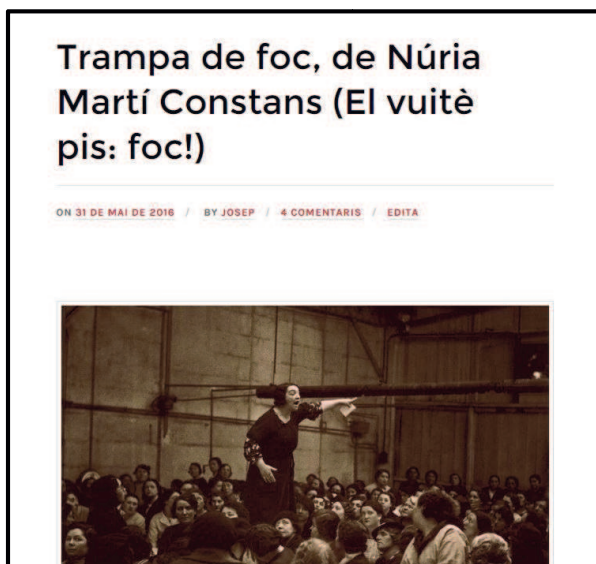 Trampa de foc, de Núria
Martí Constans (El vuitè
pis: foc!)
ON 31 DE MAI DE 2016 / BY JOSEP / 4 COMENTARIS / EDITA